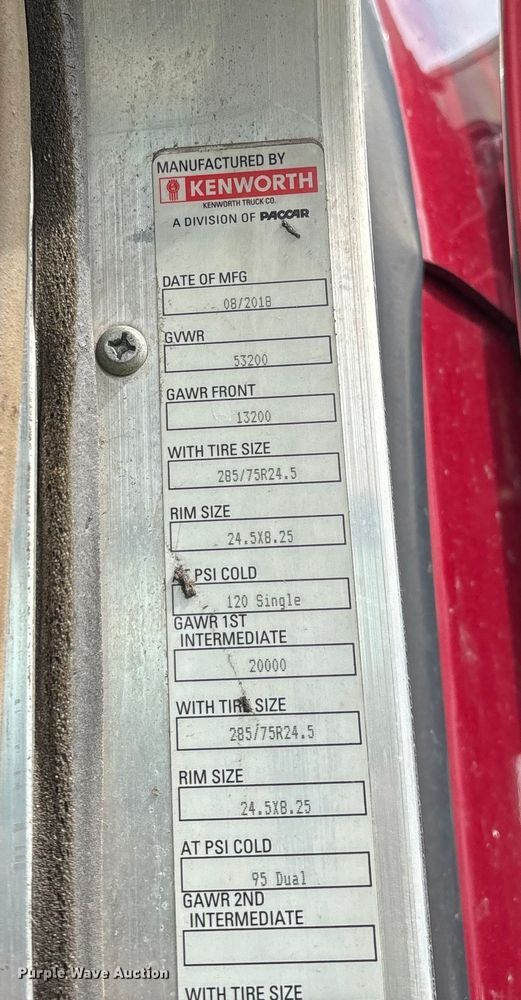 MANUFACTURED BY
KENWORTH
KENWORTH TRUCK CO.
A DIVISION OF PACCAR
DATE OF MFG
08/2018
GVWR
53200
GAWR FRONT
13200
WITH TIRE SIZE
285/75R24.5
RIM SIZE
24.5X8.25
PSI COLD
120 Single
GAWR 1ST
INTERMEDIATE
20000
WITH TIRE SIZE
285/75R24.5
RIM SIZE
24.5X8.25
AT PSI COLD
95 Dual
GAWR 2ND
INTERMEDIATE
WITH TIRE SIZE
Purple Wave Auction